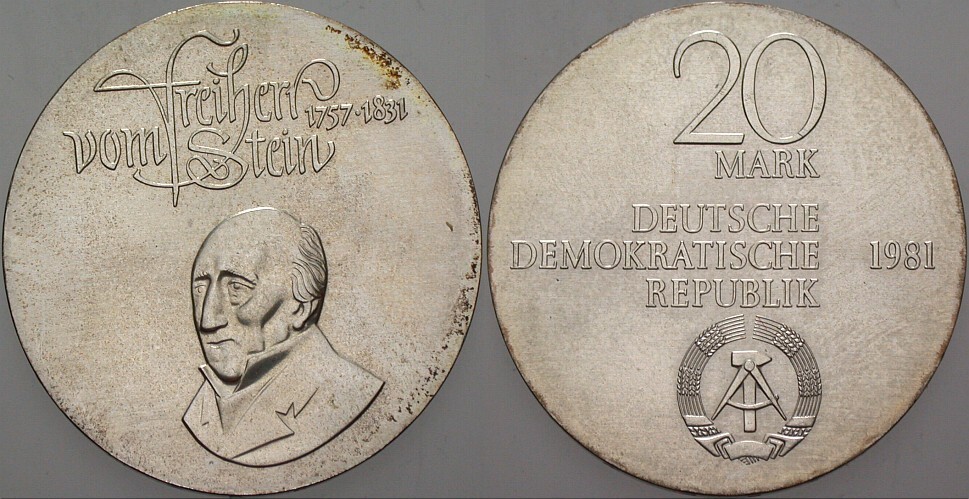 Freiherr
1757·1831
vom Stein
20
MARK
DEUTSCHE
DEMOKRATISCHE
1981
REPUBLIK